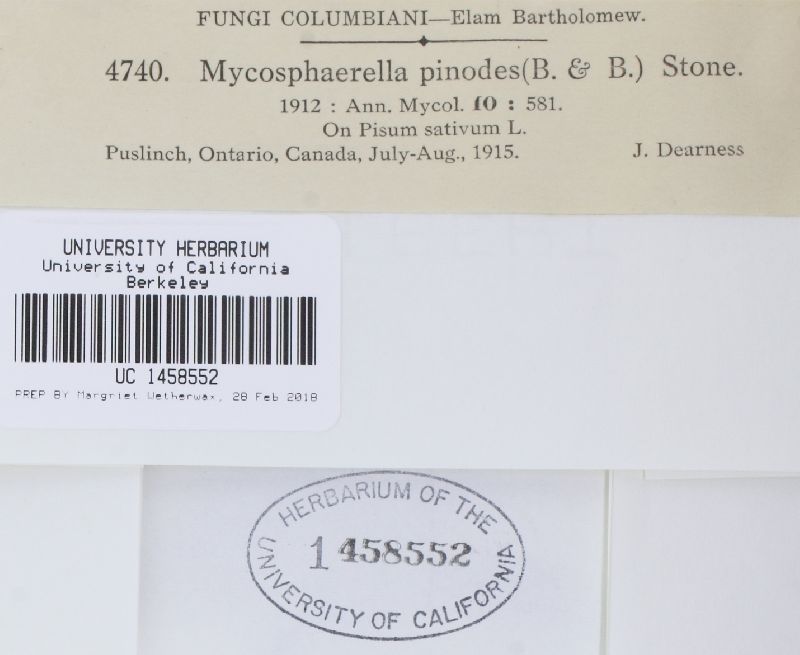 FUNGI COLUMBIANI—Elam Bartholomew.
4740. Mycosphaerella pinodes(B. & B.) Stone.
1912 : Ann. Mycol. 10 : 581.
On Pisum sativum L.
Puslinch, Ontario, Canada, July-Aug., 1915. J. Dearness
UNIVERSITY HERBARIUM
University of California
Berkeley
UC 1458552
PREP BY Margriet Wetherwax, 28 Feb 2018
HERBARIUM OF THE
1458552
UNIVERSITY OF CALIFORNIA